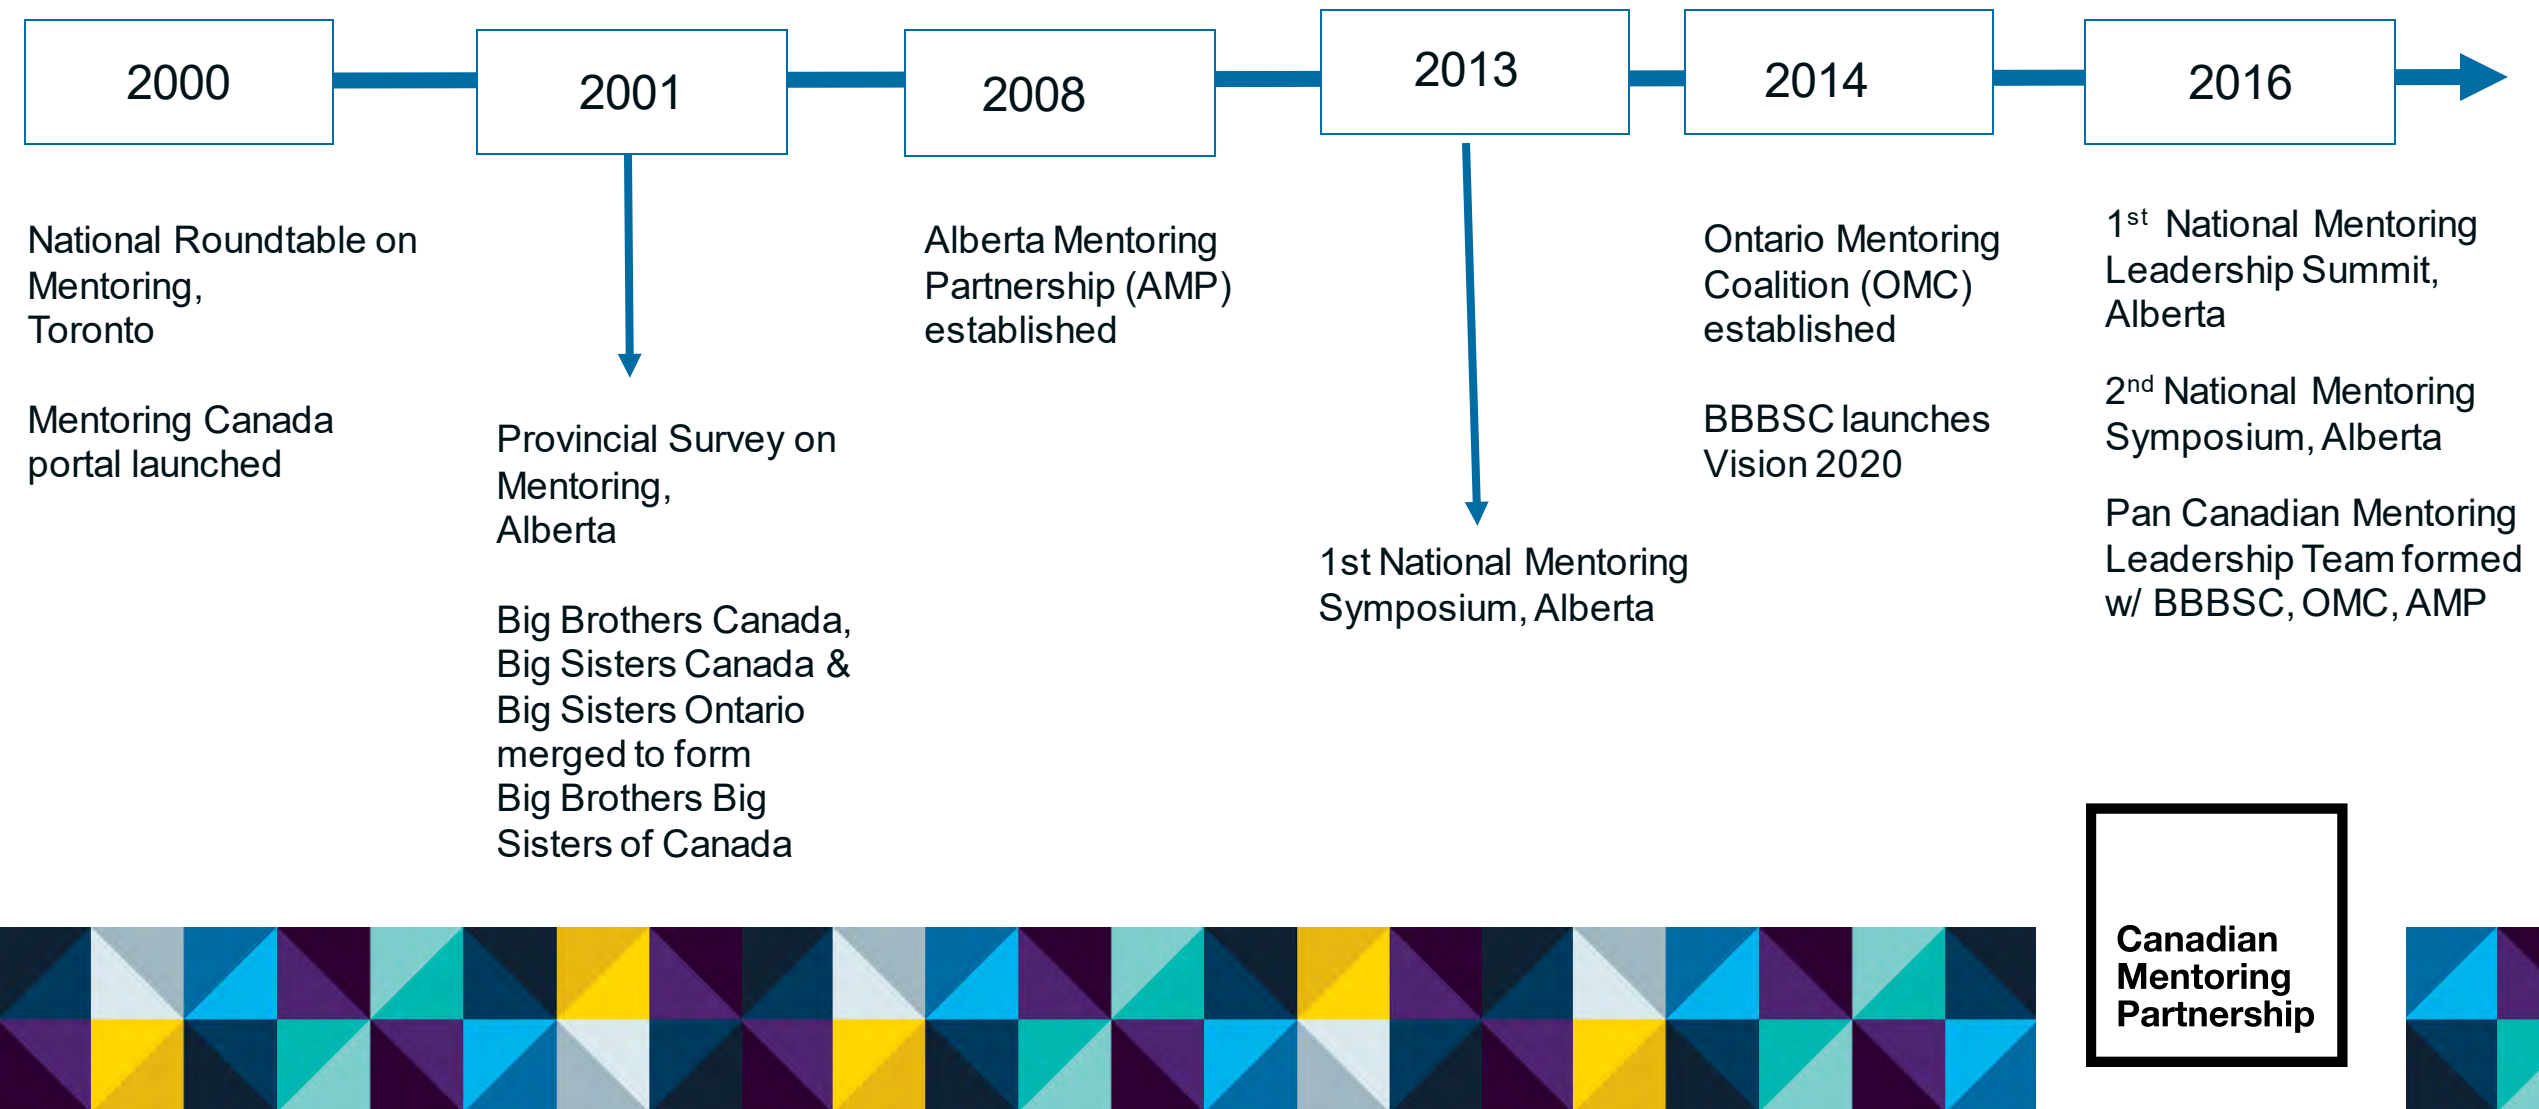 2000
2001
2008
2013
2014
2016
National Roundtable on
Mentoring,
Toronto
Mentoring Canada
portal launched
Provincial Survey on
Mentoring,
Alberta
Big Brothers Canada,
Big Sisters Canada &
Big Sisters Ontario
merged to form
Big Brothers Big
Sisters of Canada
Alberta Mentoring
Partnership (AMP)
established
1st National Mentoring
Symposium, Alberta
Ontario Mentoring
Coalition (OMC)
established
BBBSC launches
Vision 2020
1st National Mentoring
Leadership Summit,
Alberta
2nd National Mentoring
Symposium, Alberta
Pan Canadian Mentoring
Leadership Team formed
w/ BBBSC, OMC, AMP
Canadian
Mentoring
Partnership